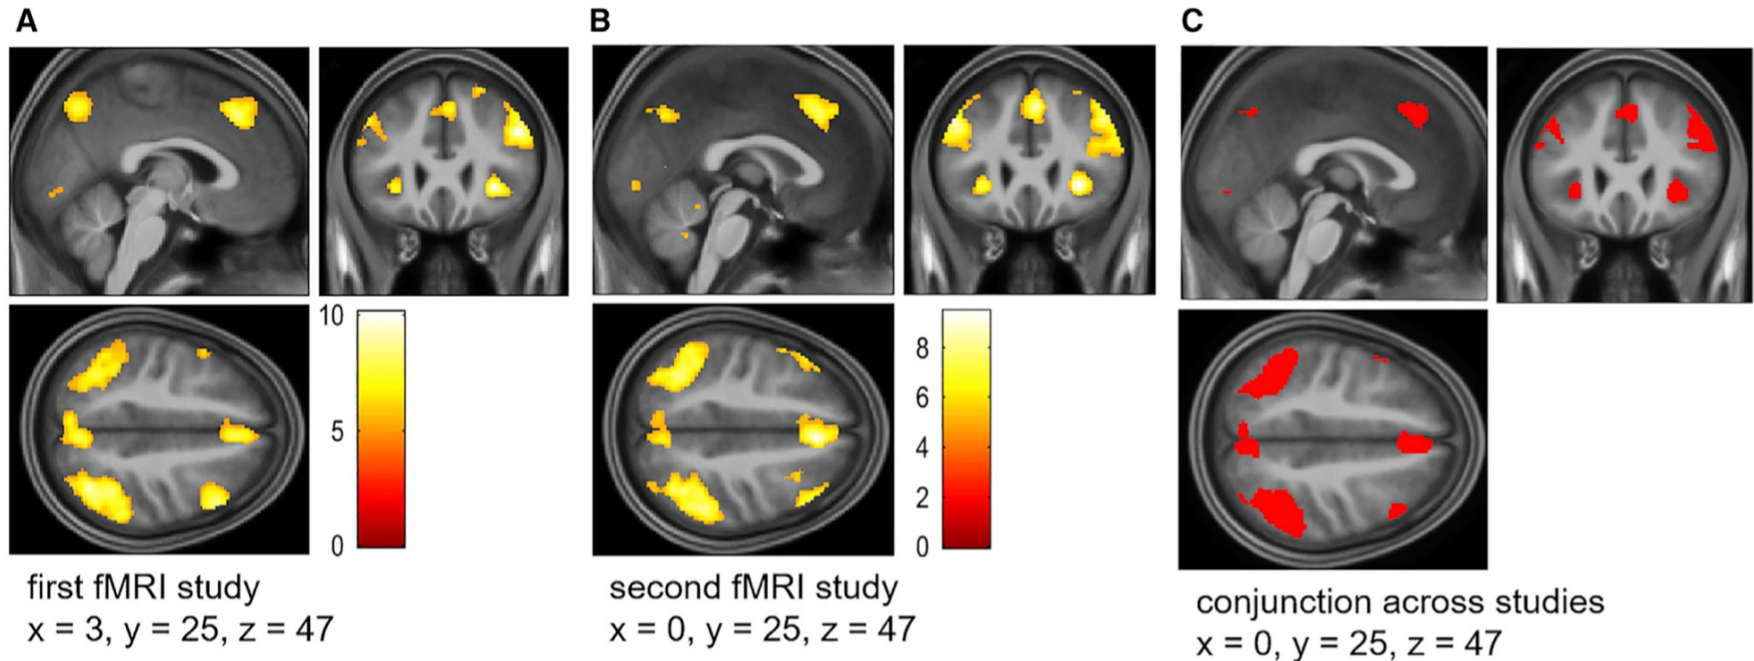 A
B
C
10
5
0
8
6
4
2
0
first fMRI study
x = 3, y = 25, z = 47
second fMRI study
x = 0, y = 25, z = 47
conjunction across studies
x = 0, y = 25, z = 47